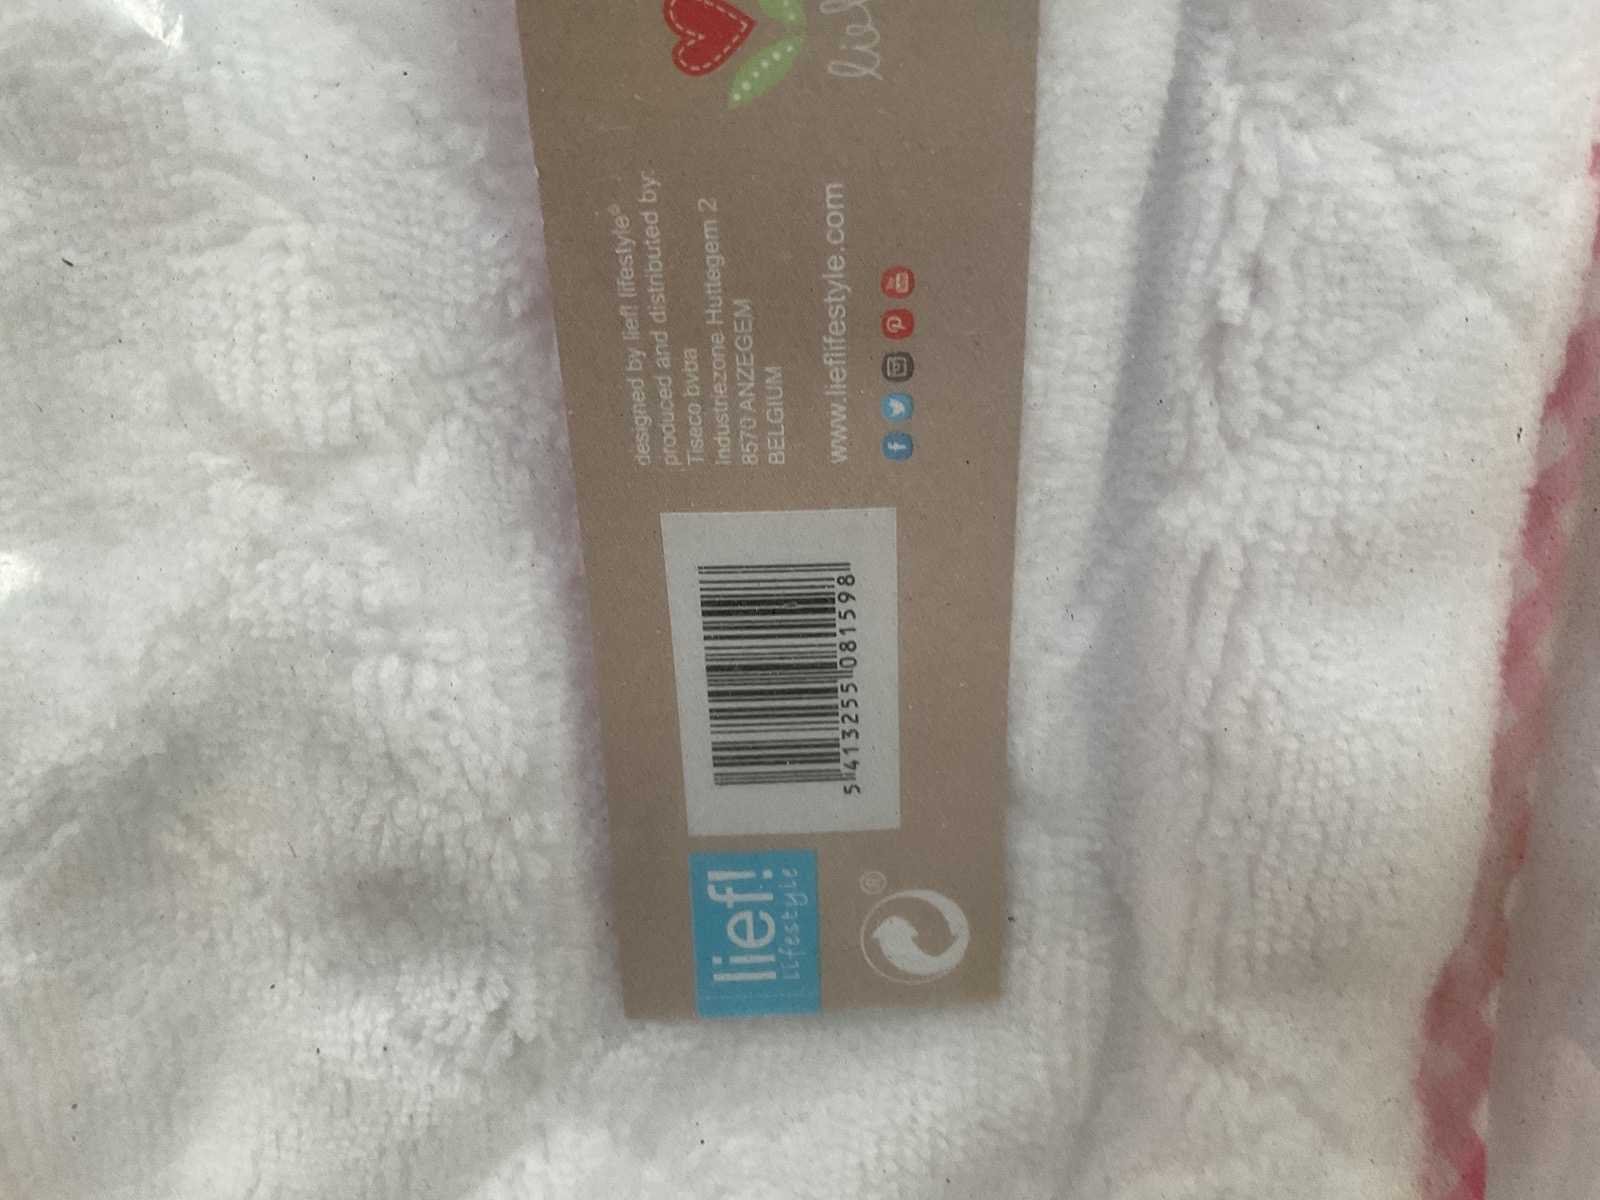 lief
designed by lief! lifestyle®
produced and distributed by:
Tiseco bvba
Industriezone Huttegem 2
8570 ANZEGEM
BELGIUM
www.lieflifestyle.com
5 413255 081598
lief!
lifestyle
®